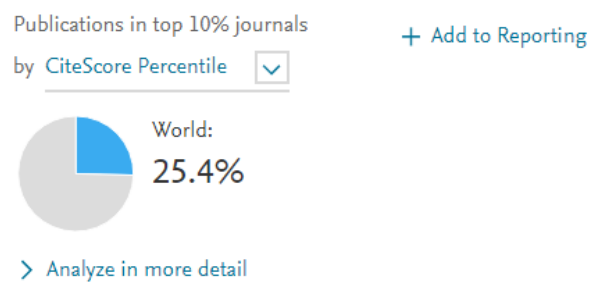 Publications in top 10% journals
+ Add to Reporting
by CiteScore Percentile
World:
25.4%
Analyze in more detail